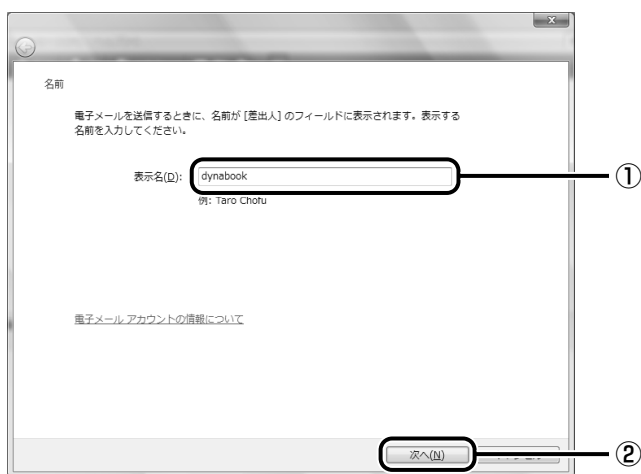 x
名前
電子メールを送信するときに、名前が [差出人] のフィールドに表示されます。表示する
名前を入力してください。
表示名(D): dynabook
①
例: Taro Chofu
電子メール アカウントの情報について
次へ(N)
②